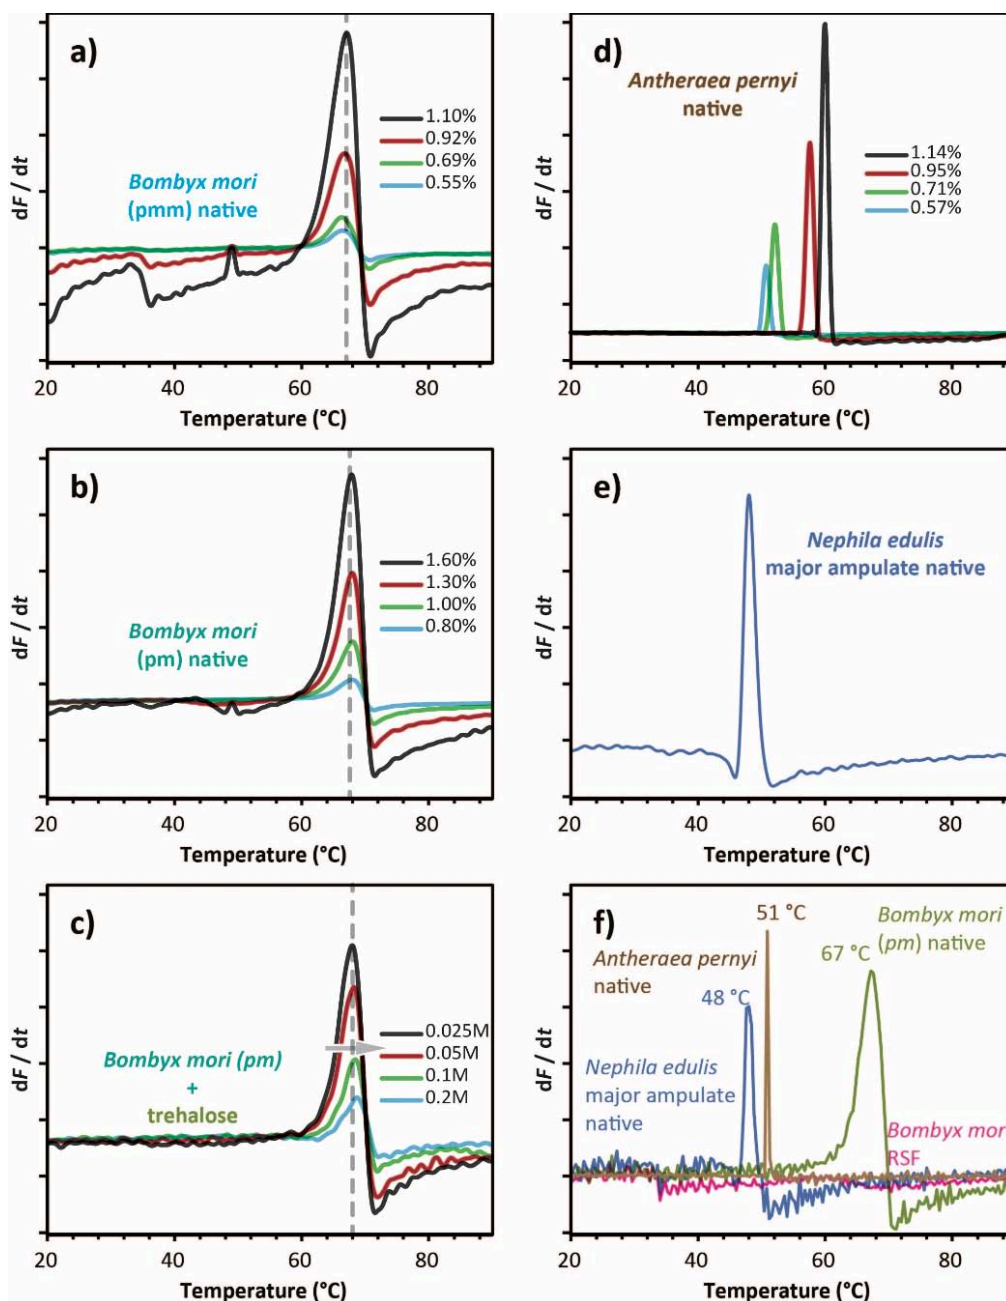 a)
Bombyx mori
(pmm) native
1.10%
0.92%
0.69%
0.55%
dF / dt
20 40 60 80
Temperature (°C)
b)
Bombyx mori
(pm) native
1.60%
1.30%
1.00%
0.80%
dF / dt
20 40 60 80
Temperature (°C)
c)
Bombyx mori (pm)
+
trehalose
0.025M
0.05M
0.1M
0.2M
dF / dt
20 40 60 80
Temperature (°C)
d)
Antheraea pernyi
native
1.14%
0.95%
0.71%
0.57%
dF / dt
20 40 60 80
Temperature (°C)
e)
Nephila edulis
major ampulate native
dF / dt
20 40 60 80
Temperature (°C)
f)
51 °C
Bombyx mori
(pm) native
67 °C
Antheraea pernyi
native
48 °C
Nephila edulis
major ampulate
native
Bombyx mor
RSF
dF / dt
20 40 60 80
Temperature (°C)